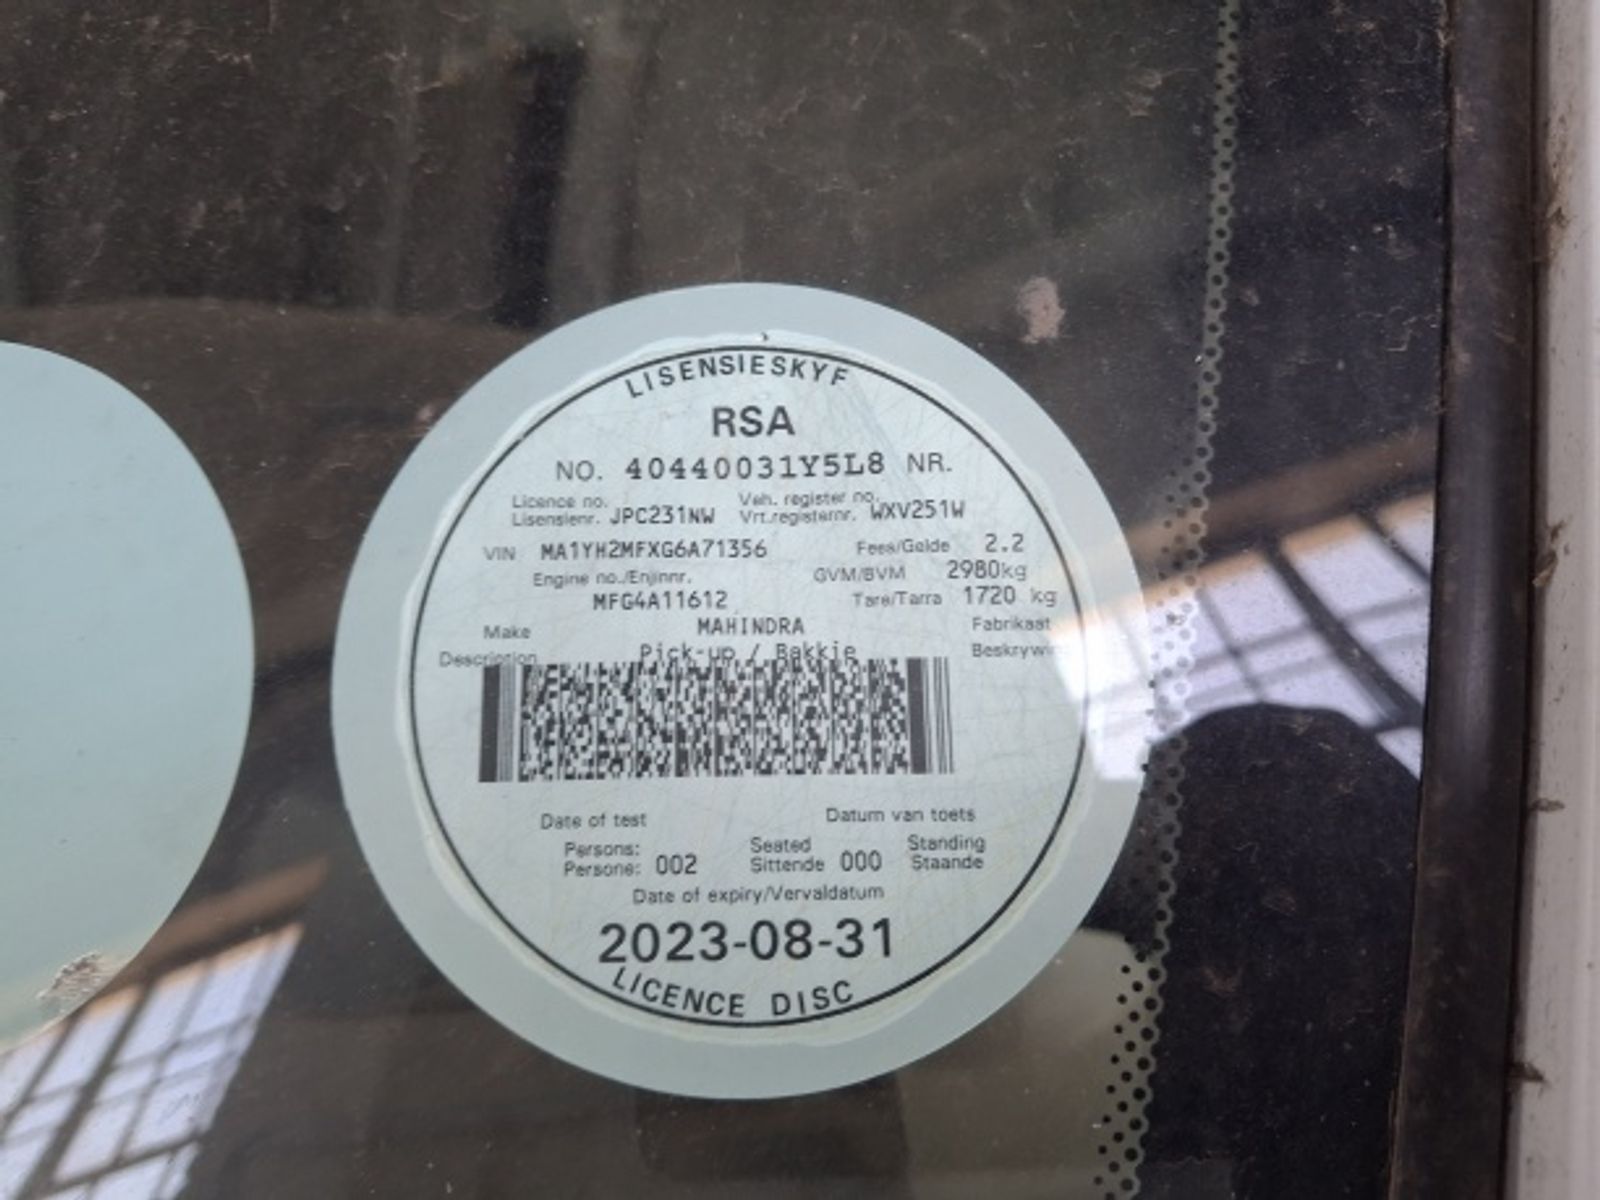 LISENSIESKYF
RSA
NO. 40440031Y5L8 NR.
Licence no. Veh. register no.
Lisensienr. JPC231NW Vrt.registernr. WXV251W
VIN MA1YH2MFXG6A71356 Fees/Gelde 2.2
Engine no./Enjinnr. GVM/BVM 2980kg
MFG4A11612 Tare/Tarra 1720 kg
Make MAHINDRA Fabrikaat
Description Pick-up / Bakkie
Date of test Datum van toets
Persons: Seated Standing
Persone: 002 Sittende 000 Staande
Date of expiry/Vervaldatum
2023-08-31
LICENCE DISC